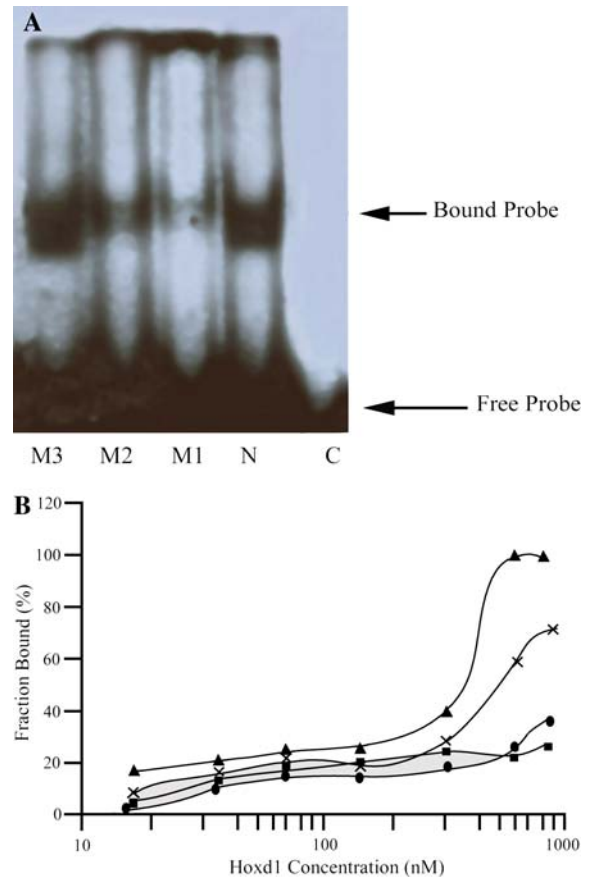 A
Bound Probe
Free Probe
M3 M2 M1 N C
B
120
100
80
60
40
20
0
Fraction Bound (%)
10 100 1000
Hoxd1 Concentration (nM)